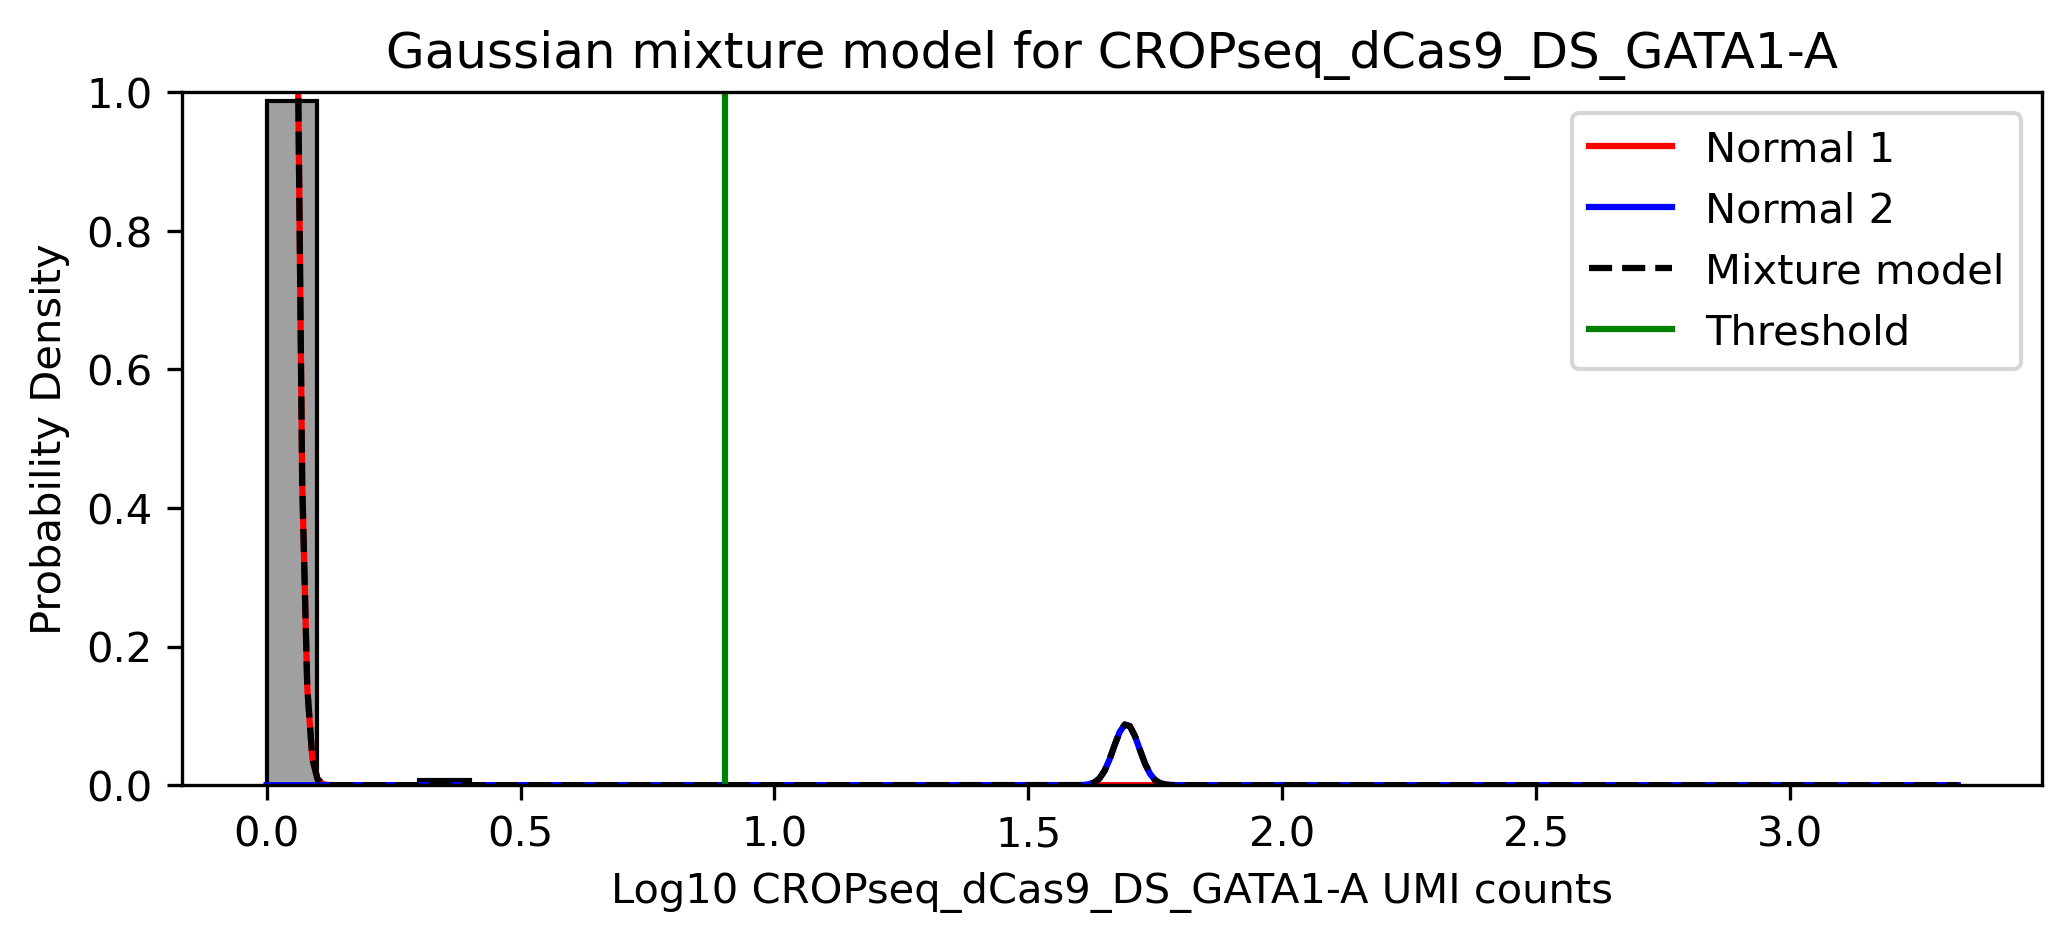 Gaussian mixture model for CROPseq_dCas9_DS_GATA1-A
1.0
0.8
0.6
0.4
0.2
0.0
Probability Density
Normal 1
Normal 2
Mixture model
Threshold
0.0 0.5 1.0 1.5 2.0 2.5 3.0
Log10 CROPseq_dCas9_DS_GATA1-A UMI counts